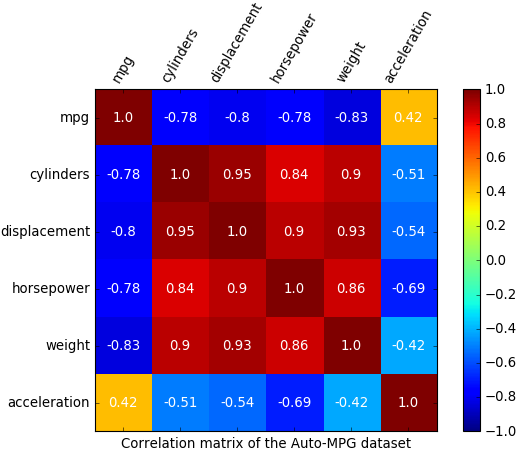 mpg cylinders displacement horsepower weight acceleration
mpg 1.0 -0.78 -0.8 -0.78 -0.83 0.42
cylinders -0.78 1.0 0.95 0.84 0.9 -0.51
displacement -0.8 0.95 1.0 0.9 0.93 -0.54
horsepower -0.78 0.84 0.9 1.0 0.86 -0.69
weight -0.83 0.9 0.93 0.86 1.0 -0.42
acceleration 0.42 -0.51 -0.54 -0.69 -0.42 1.0
Correlation matrix of the Auto-MPG dataset
1.0
0.8
0.6
0.4
0.2
0.0
−0.2
−0.4
−0.6
−0.8
−1.0